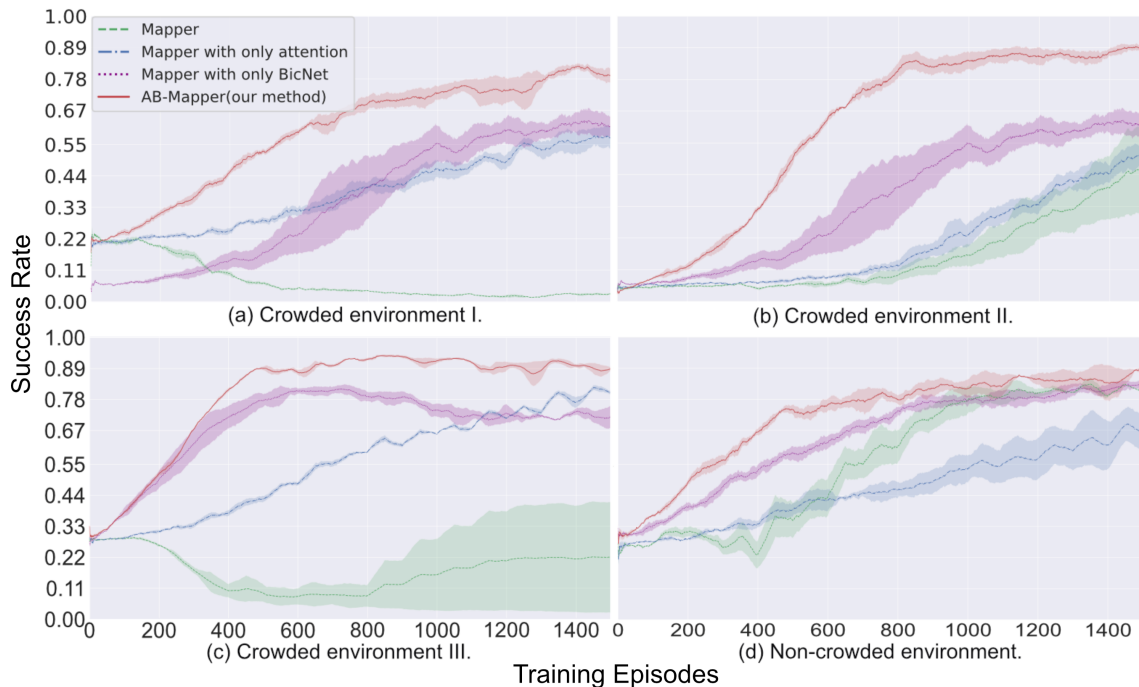 1.00
0.89
0.78
0.67
0.55
0.44
0.33
0.22
0.11
0.00
Mapper
Mapper with only attention
Mapper with only BicNet
AB-Mapper(our method)
(a) Crowded environment I.
(b) Crowded environment II.
Success Rate
1.00
0.89
0.78
0.67
0.55
0.44
0.33
0.22
0.11
0.00
0 200 400 600 800 1000 1200 1400
0 200 400 600 800 1000 1200 1400
(c) Crowded environment III.
(d) Non-crowded environment.
Training Episodes